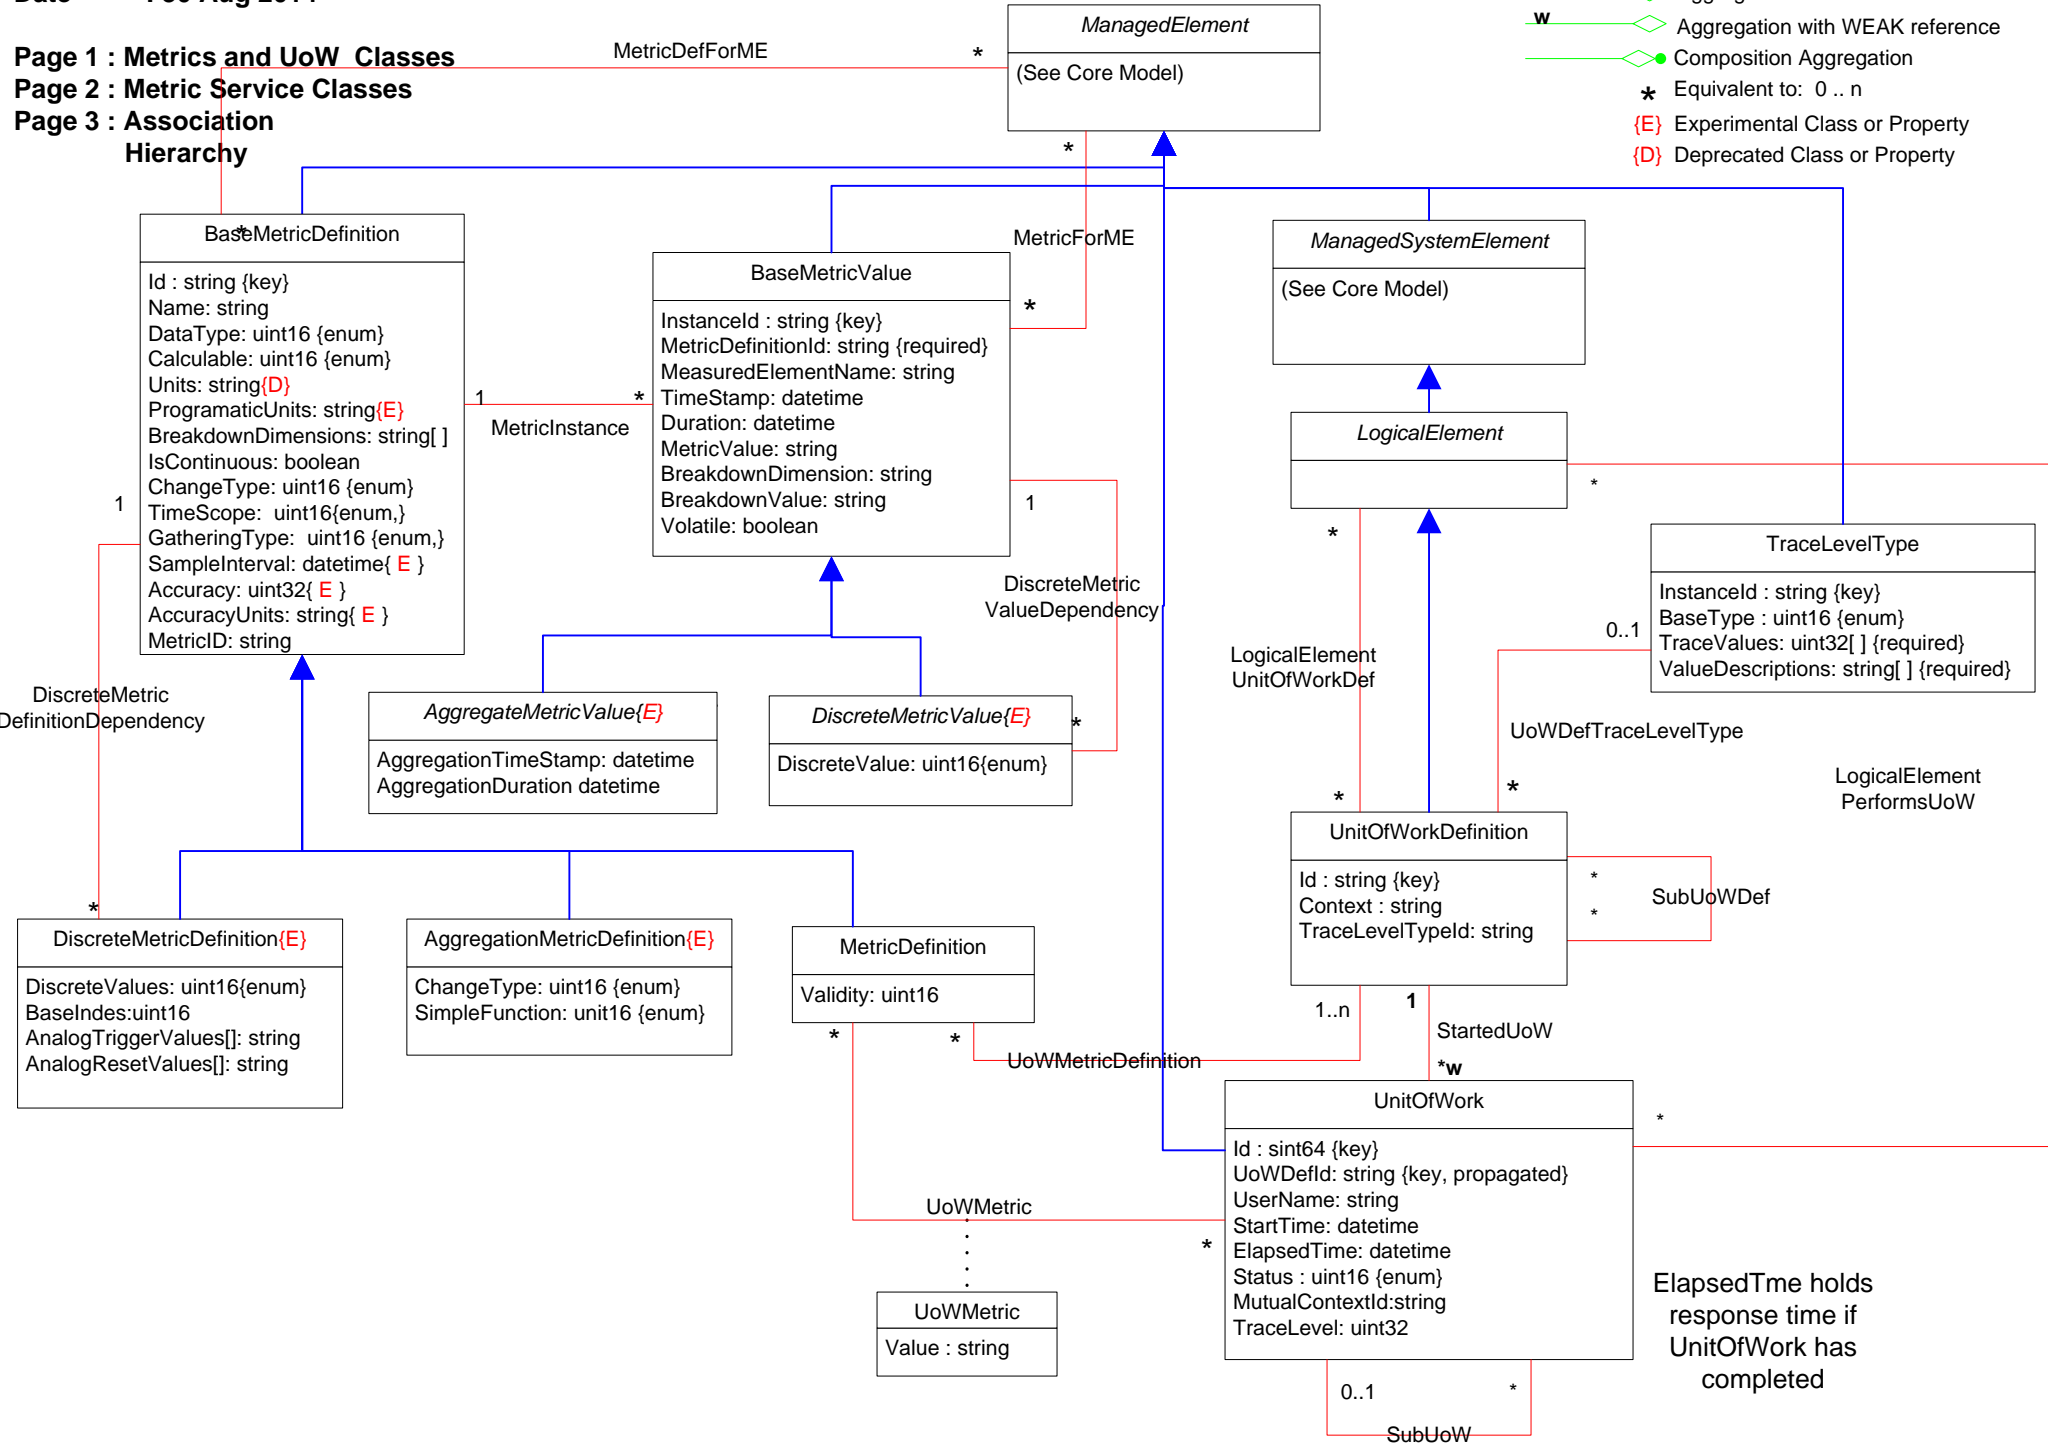 Page 1 : Metrics and UoW Classes
Page 2 : Metric Service Classes
Page 3 : Association
Hierarchy
w
Aggregation with WEAK reference
Composition Aggregation
* Equivalent to: 0 .. n
{E} Experimental Class or Property
{D} Deprecated Class or Property
ManagedElement
(See Core Model)
MetricDefForME
*
*
*
MetricForME
*
BaseMetricDefinition
Id : string {key}
Name: string
DataType: uint16 {enum}
Calculable: uint16 {enum}
Units: string{D}
ProgramaticUnits: string{E}
BreakdownDimensions: string[ ]
IsContinuous: boolean
ChangeType: uint16 {enum}
TimeScope: uint16{enum,}
GatheringType: uint16 {enum,}
SampleInterval: datetime{ E }
Accuracy: uint32{ E }
AccuracyUnits: string{ E }
MetricID: string
1
*
MetricInstance
BaseMetricValue
InstanceId : string {key}
MetricDefinitionId: string {required}
MeasuredElementName: string
TimeStamp: datetime
Duration: datetime
MetricValue: string
BreakdownDimension: string
BreakdownValue: string
Volatile: boolean
1
DiscreteMetric
ValueDependency
*
ManagedSystemElement
(See Core Model)
LogicalElement
*
*
LogicalElement
UnitOfWorkDef
*
TraceLevelType
InstanceId : string {key}
BaseType : uint16 {enum}
TraceValues: uint32[ ] {required}
ValueDescriptions: string[ ] {required}
0..1
UoWDefTraceLevelType
*
LogicalElement
PerformsUoW
1
DiscreteMetric
DefinitionDependency
*
AggregateMetricValue{E}
AggregationTimeStamp: datetime
AggregationDuration datetime
DiscreteMetricValue{E}
DiscreteValue: uint16{enum}
UnitOfWorkDefinition
Id : string {key}
Context : string
TraceLevelTypeId: string
*
*
SubUoWDef
DiscreteMetricDefinition{E}
DiscreteValues: uint16{enum}
BaseIndes:uint16
AnalogTriggerValues[]: string
AnalogResetValues[]: string
AggregationMetricDefinition{E}
ChangeType: uint16 {enum}
SimpleFunction: unit16 {enum}
MetricDefinition
Validity: uint16
*
*
UoWMetricDefinition
1..n
1
StartedUoW
*w
UnitOfWork
Id : sint64 {key}
UoWDefId: string {key, propagated}
UserName: string
StartTime: datetime
ElapsedTime: datetime
Status : uint16 {enum}
MutualContextId:string
TraceLevel: uint32
*
UoWMetric
*
UoWMetric
Value : string
0..1
*
SubUoW
ElapsedTme holds
response time if
UnitOfWork has
completed